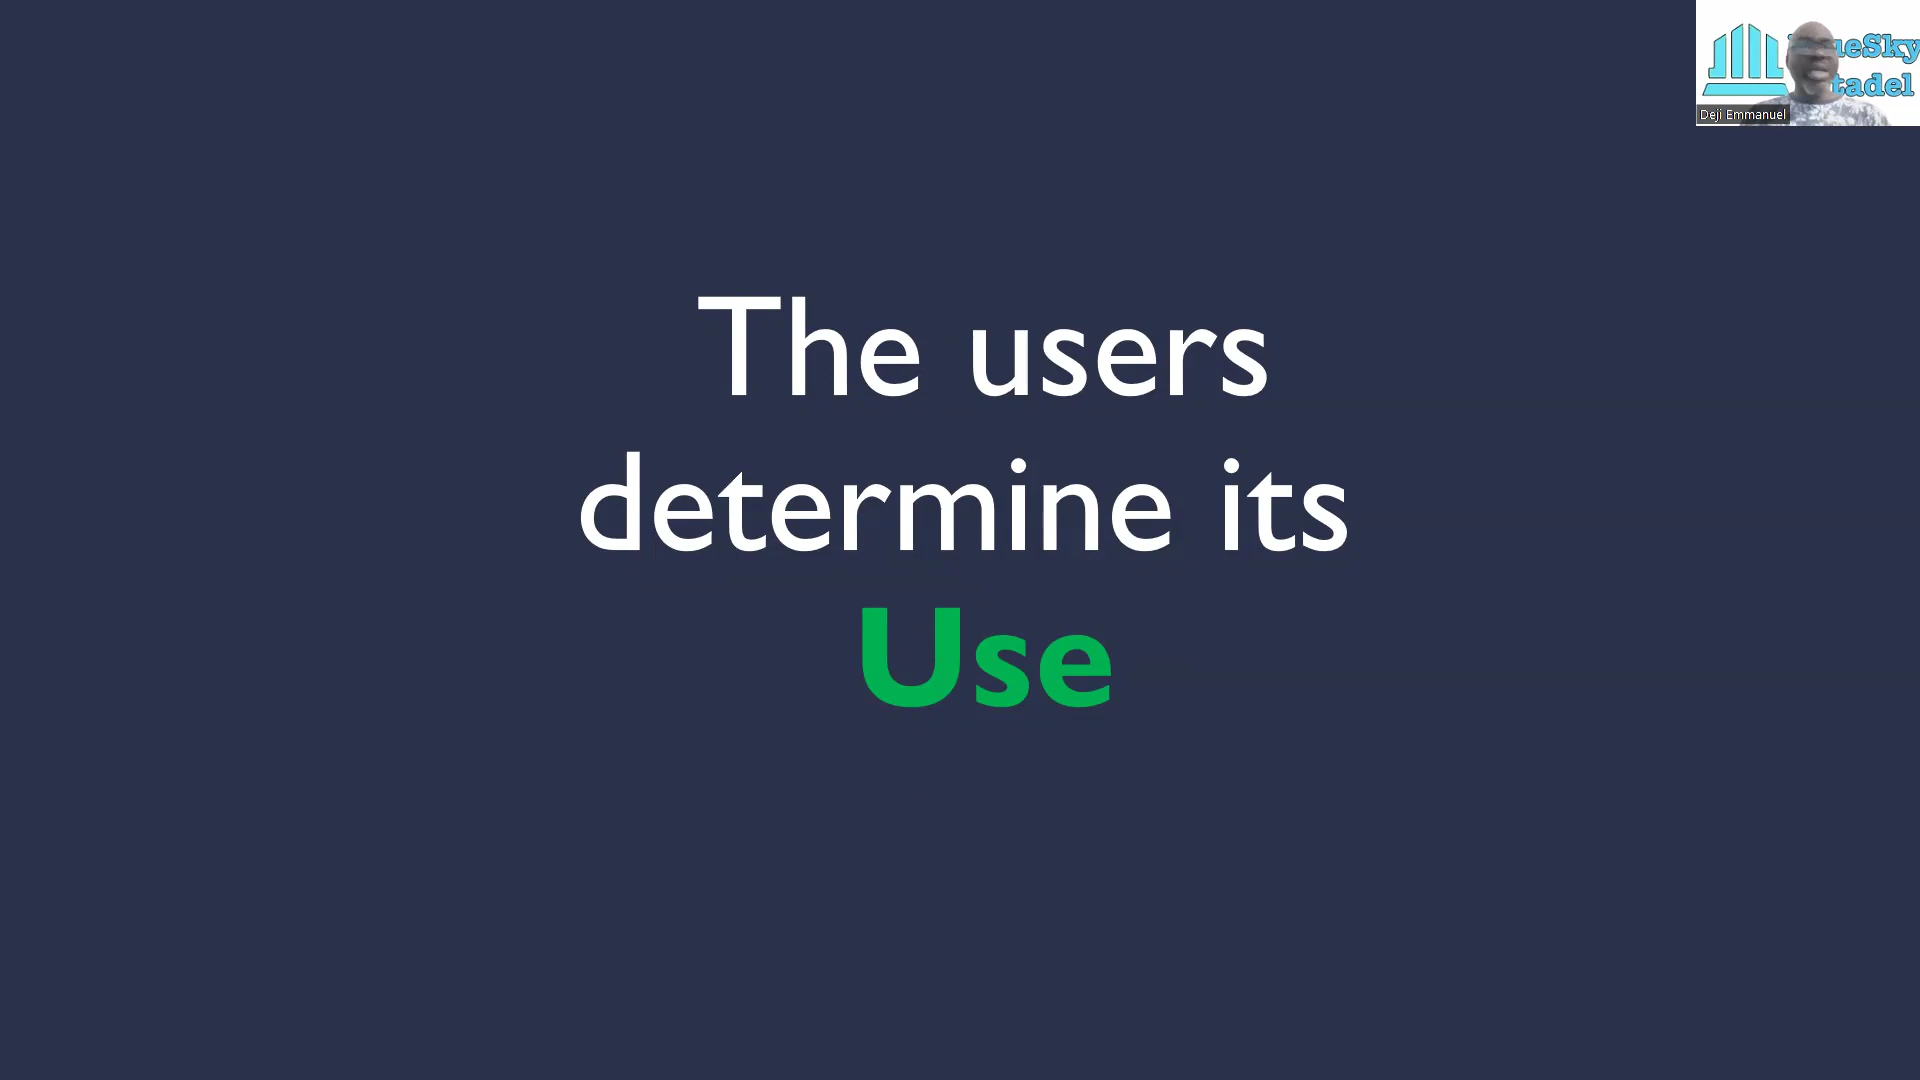 The users
determine its
Use
Deji Emmanuel